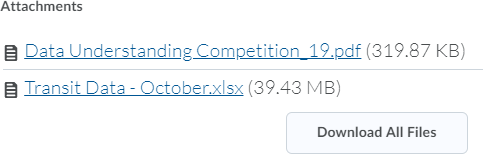 Attachments
Data Understanding Competition_19.pdf (319.87 KB)
Transit Data - October.xlsx (39.43 MB)
Download All Files